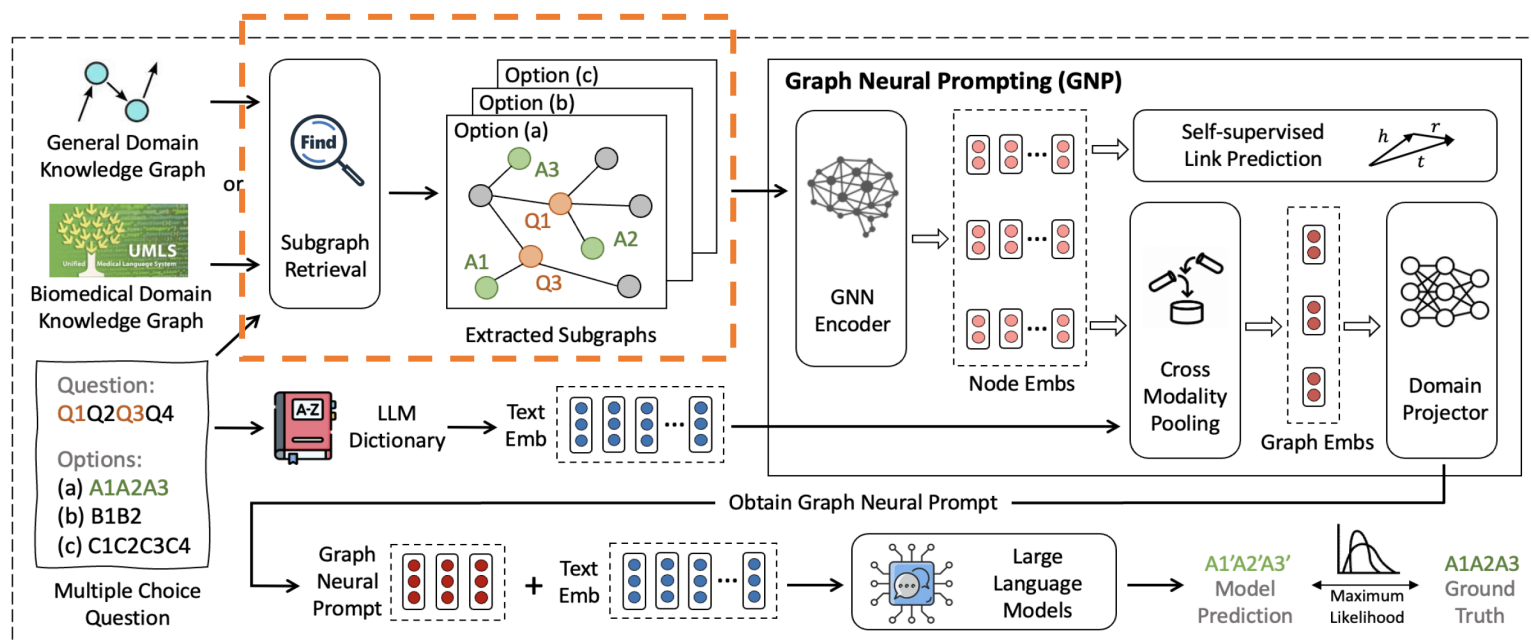 General Domain
Knowledge Graph
or
UMLS
Unified Medical Language System
Biomedical Domain
Knowledge Graph
Question:
Q1Q2Q3Q4
Options:
(a) A1A2A3
(b) B1B2
(c) C1C2C3C4
Multiple Choice
Question
Find
Subgraph
Retrieval
Option (c)
Option (b)
Option (a)
A3
Q1
A2
A1
Q3
Extracted Subgraphs
A-Z
LLM
Dictionary
Text
Emb
Graph Neural Prompting (GNP)
GNN
Encoder
Node Embs
Self-supervised
Link Prediction
h
r
t
Cross
Modality
Pooling
Graph Embs
Domain
Projector
Obtain Graph Neural Prompt
Graph
Neural
Prompt
+
Text
Emb
Large
Language
Models
A1’A2’A3’
Model
Prediction
Maximum
Likelihood
A1A2A3
Ground
Truth